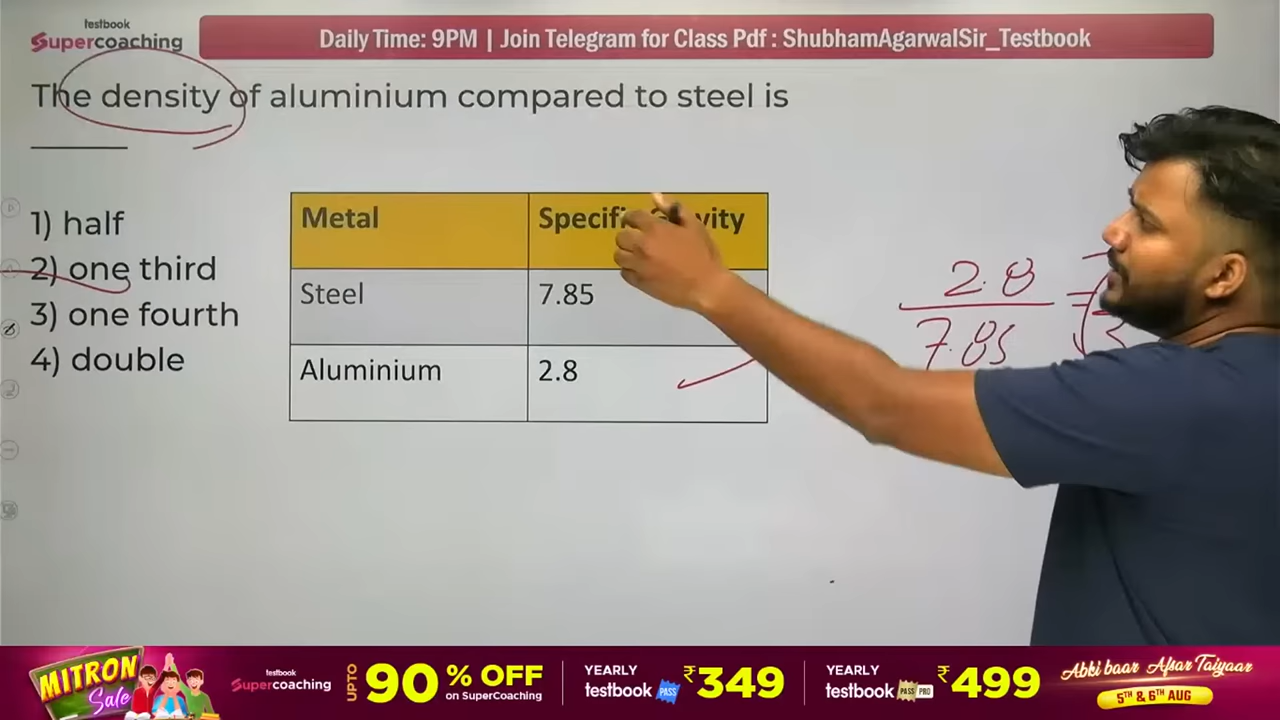 testbook
Supercoaching
Daily Time: 9PM | Join Telegram for Class Pdf : ShubhamAgarwalSir_Testbook
The density of aluminium compared to steel is
1) half
2) one third
3) one fourth
4) double
Metal
Steel 7.85
Aluminium 2.8
2.8
7.85
=
MITRON
Sale
testbook
Supercoaching
UPTO 90% OFF
on SuperCoaching
YEARLY
testbook PASS
₹349
YEARLY
testbook PASS PRO
₹499
Abki baar Afsar Taiyaar
5TH & 6TH AUG